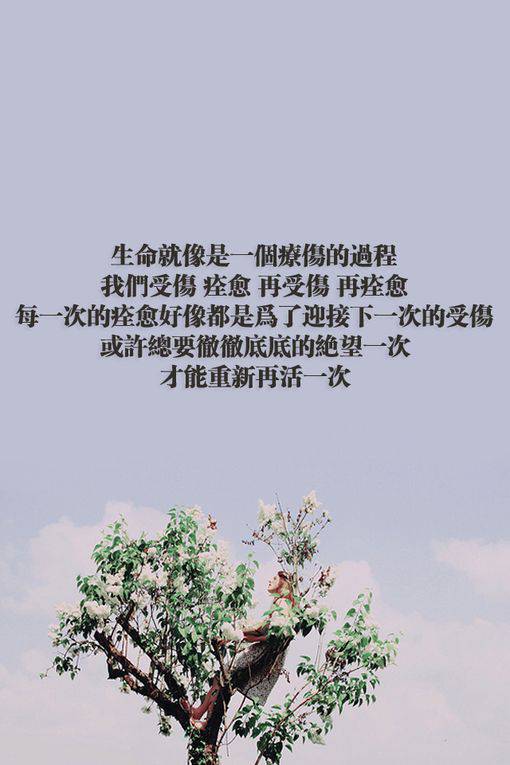 生命就像是一個療傷的過程
我們受傷 痊愈 再受傷 再痊愈
每一次的痊愈好像都是爲了迎接下一次的受傷
或許總要徹徹底底的絶望一次
才能重新再活一次